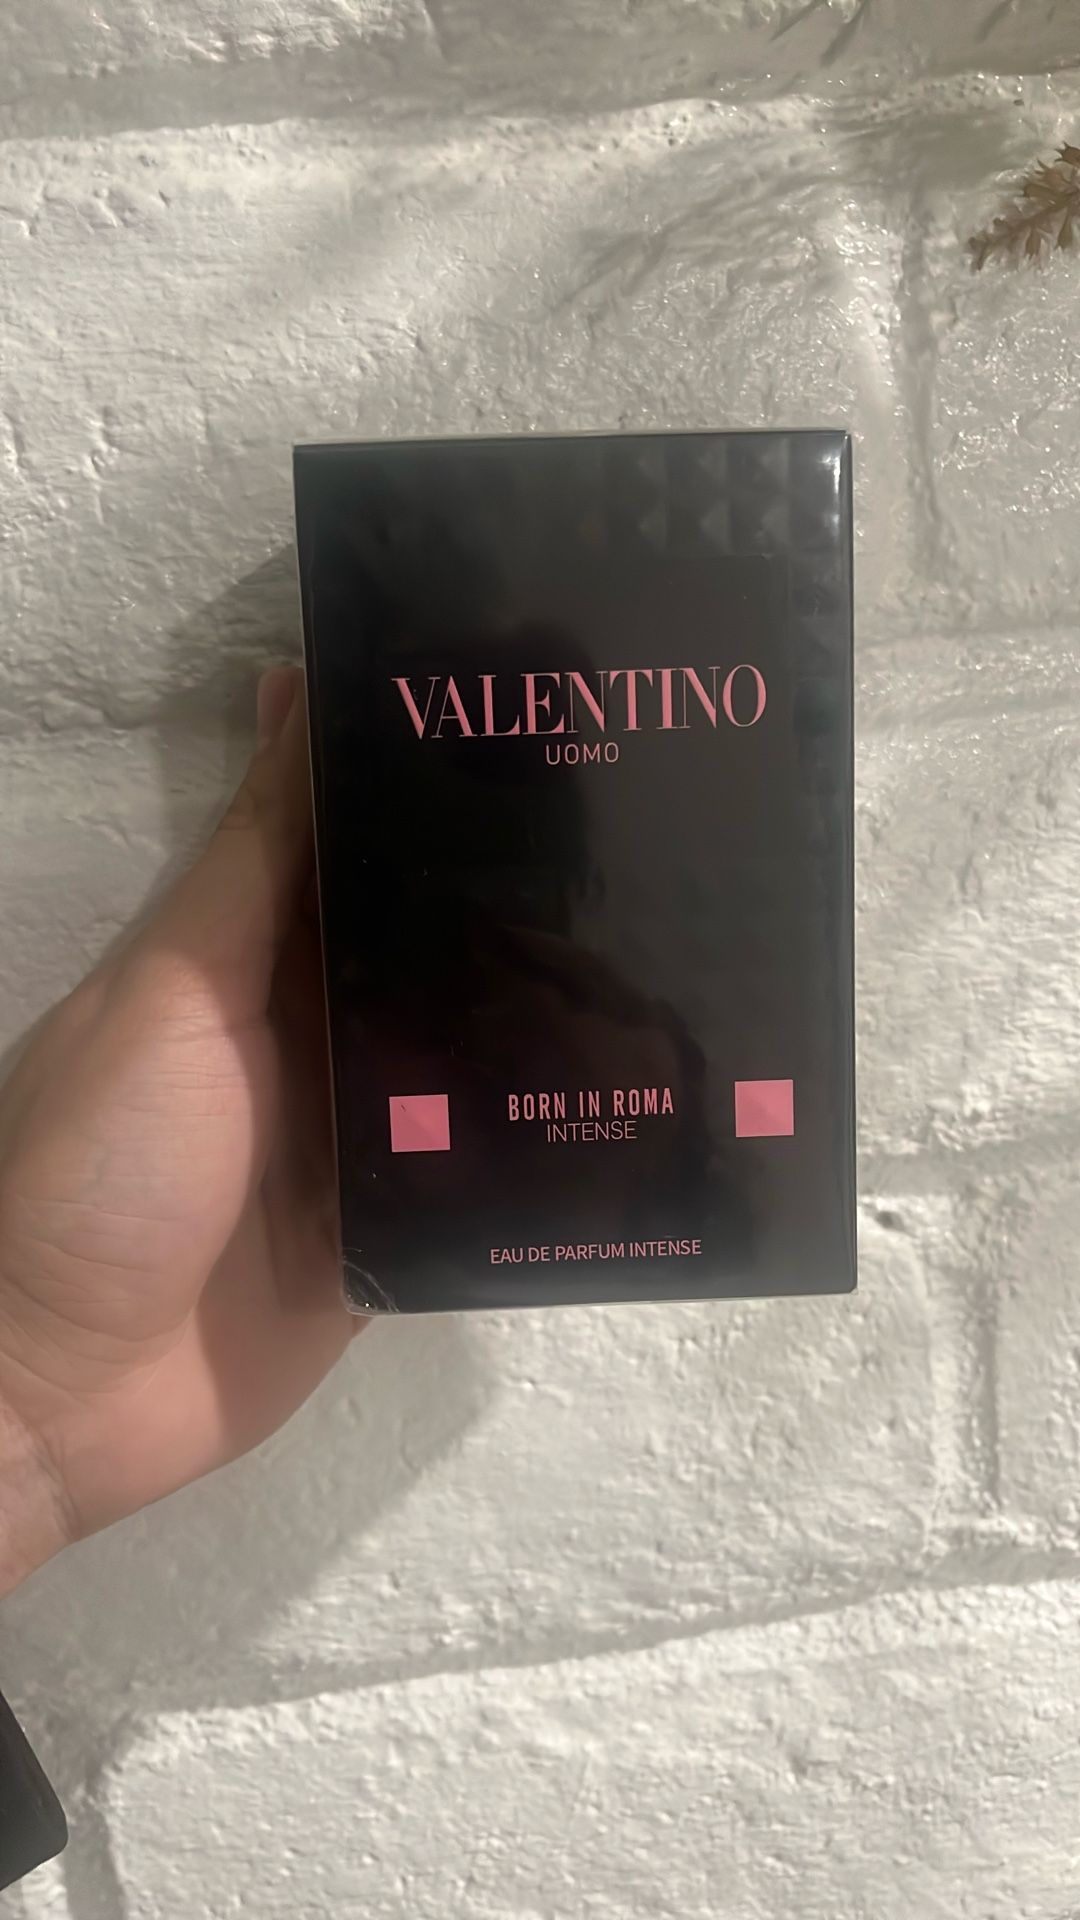 VALENTINO
UOMO
BORN IN ROMA
INTENSE
EAU DE PARFUM INTENSE